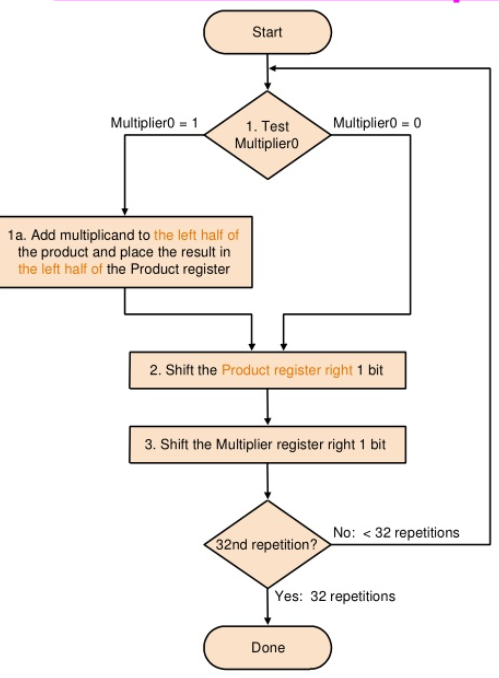 Start
Multiplier0 = 1
1. Test
Multiplier0
Multiplier0 = 0
1a. Add multiplicand to the left half of
the product and place the result in
the left half of the Product register
2. Shift the Product register right 1 bit
3. Shift the Multiplier register right 1 bit
32nd repetition?
No: < 32 repetitions
Yes: 32 repetitions
Done